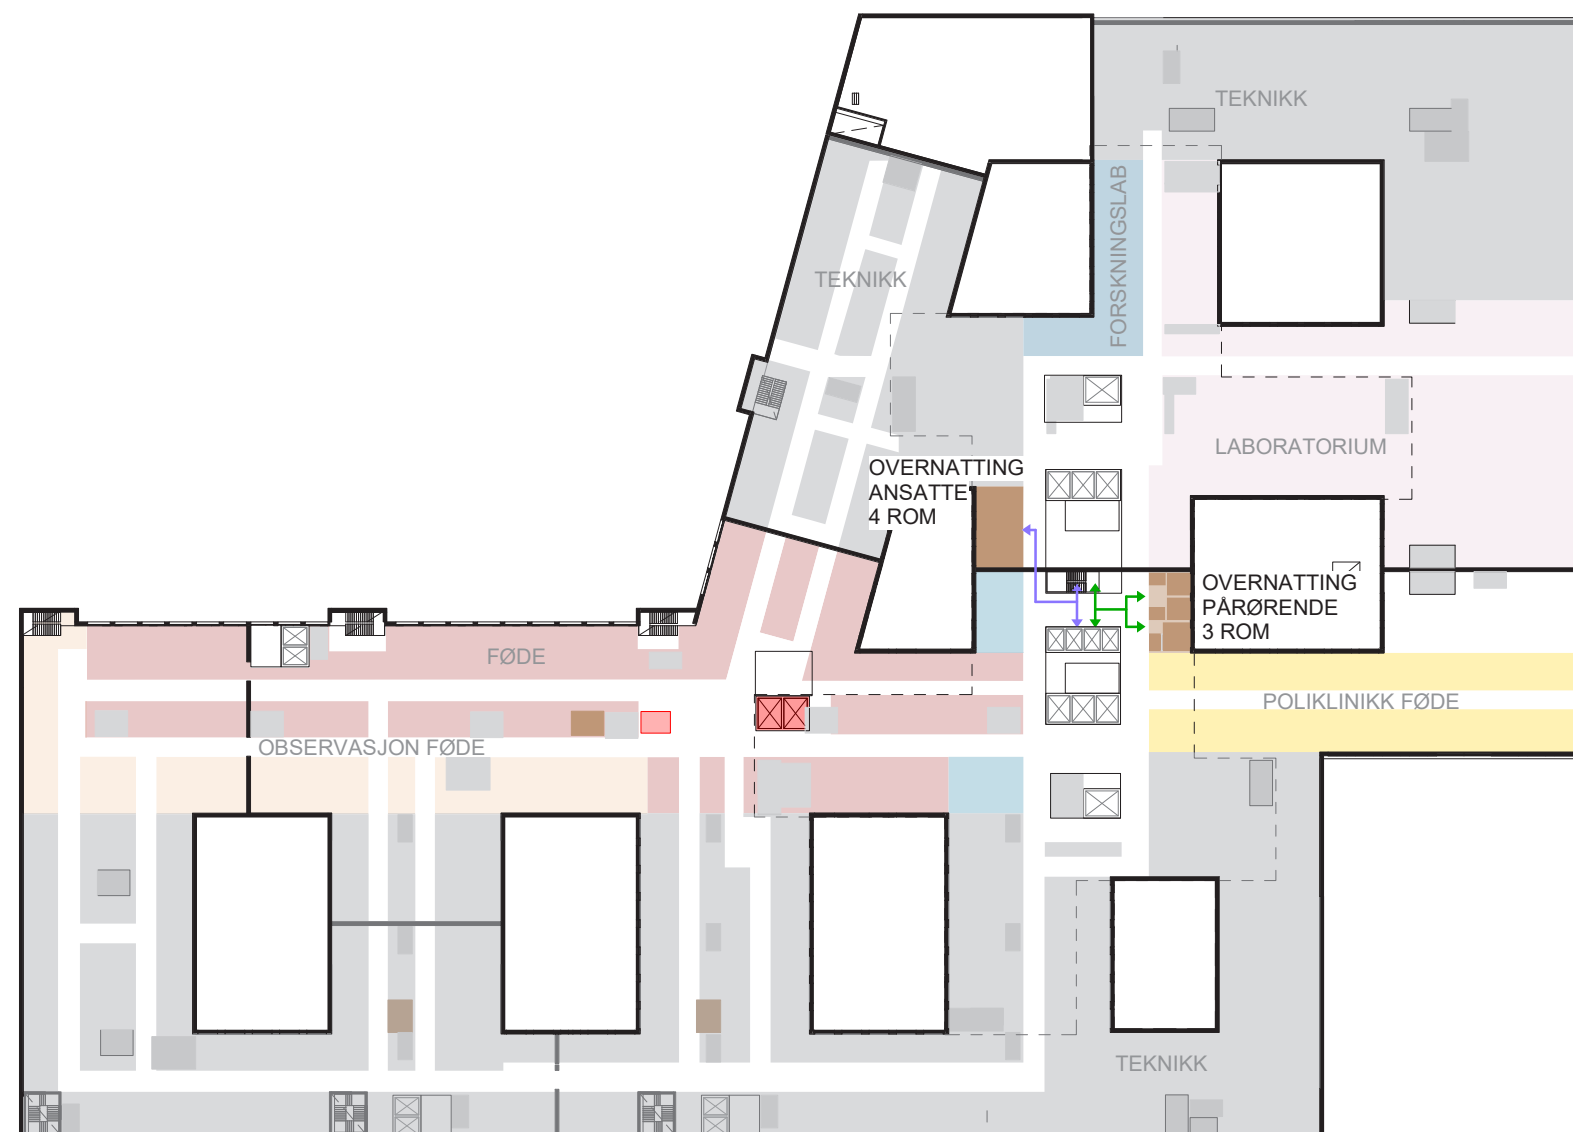 TEKNIKK
FORSKNINGSLAB
TEKNIKK
LABORATORIUM
OVERNATTING
ANSATTE
4 ROM
OVERNATTING
PÅRØRENDE
3 ROM
FØDE
POLIKLINIKK FØDE
OBSERVASJON FØDE
TEKNIKK